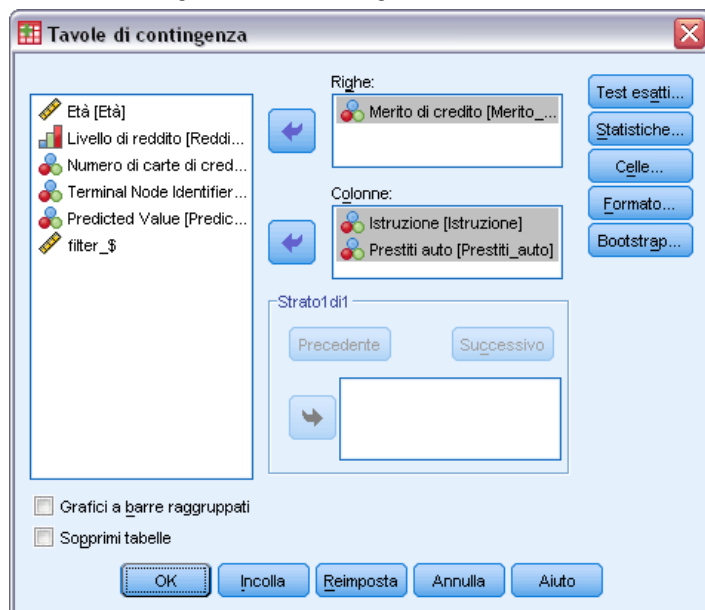 Tavole di contingenza
Età [Età]
Livello di reddito [Reddi...
Numero di carte di cred...
Terminal Node Identifier...
Predicted Value [Predic...
filter_$
Righe:
Merito di credito [Merito_...
Colonne:
Istruzione [Istruzione]
Prestiti auto [Prestiti_auto]
Strato1di1
Precedente
Successivo
Test esatti...
Statistiche...
Celle...
Formato...
Bootstrap...
Grafici a barre raggruppati
Sopprimi tabelle
OK
Incolla
Reimposta
Annulla
Aiuto